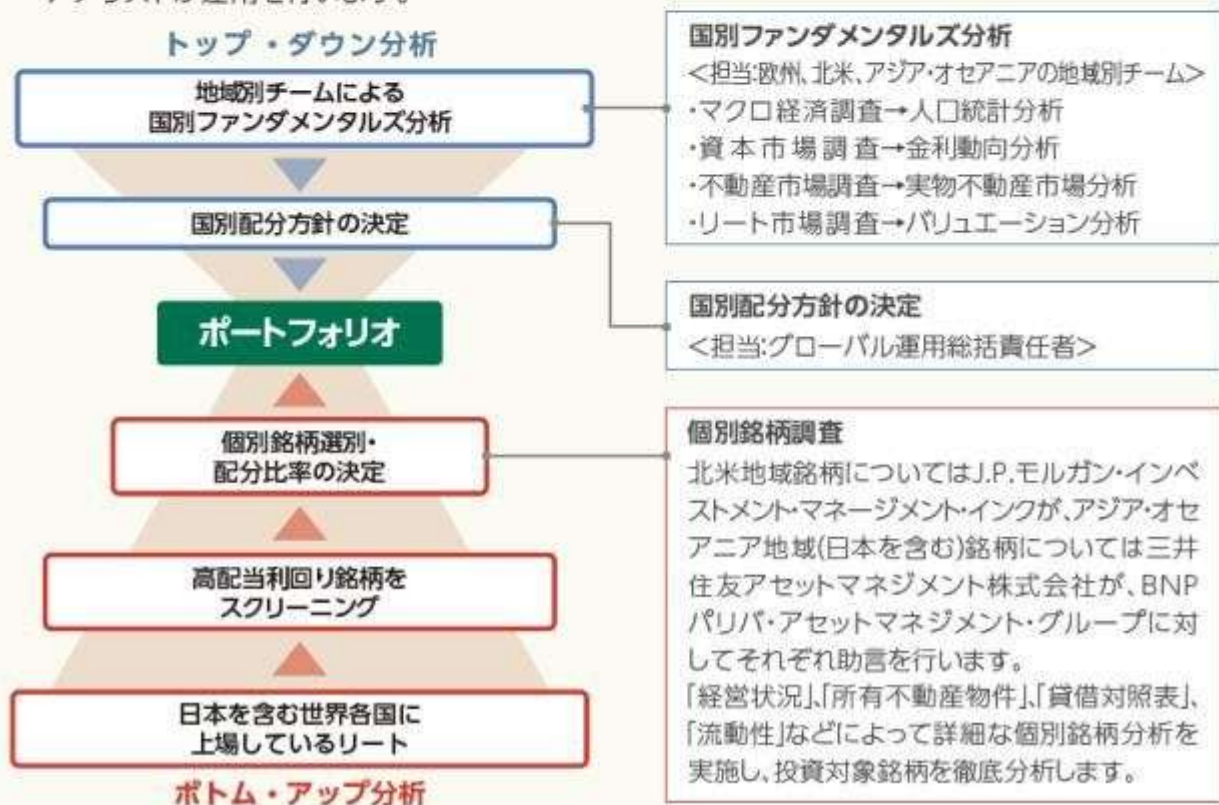 トップ・ダウン分析
地域別チームによる
国別ファンダメンタルズ分析
国別配分方針の決定
ポートフォリオ
個別銘柄選別・
配分比率の決定
高配当利回り銘柄を
スクリーニング
日本を含む世界各国に
上場しているリート
ボトム・アップ分析
国別ファンダメンタルズ分析
<担当:欧州、北米、アジア・オセアニアの地域別チーム>
・マクロ経済調査→人口統計分析
・資本市場調査→金利動向分析
・不動産市場調査→実物不動産市場分析
・リート市場調査→バリュエーション分析
国別配分方針の決定
<担当:グローバル運用総括責任者>
個別銘柄調査
北米地域銘柄についてはJ.P.モルガン・インベ
ストメント・マネージメント・インクが、アジア・オセ
アニア地域(日本を含む)銘柄については三井
住友アセットマネジメント株式会社が、BNP
パリバ・アセットマネジメント・グループに対
してそれぞれ助言を行います。
「経営状況」、「所有不動産物件」、「貸借対照表」、
「流動性」などによって詳細な個別銘柄分析を
実施し、投資対象銘柄を徹底分析します。